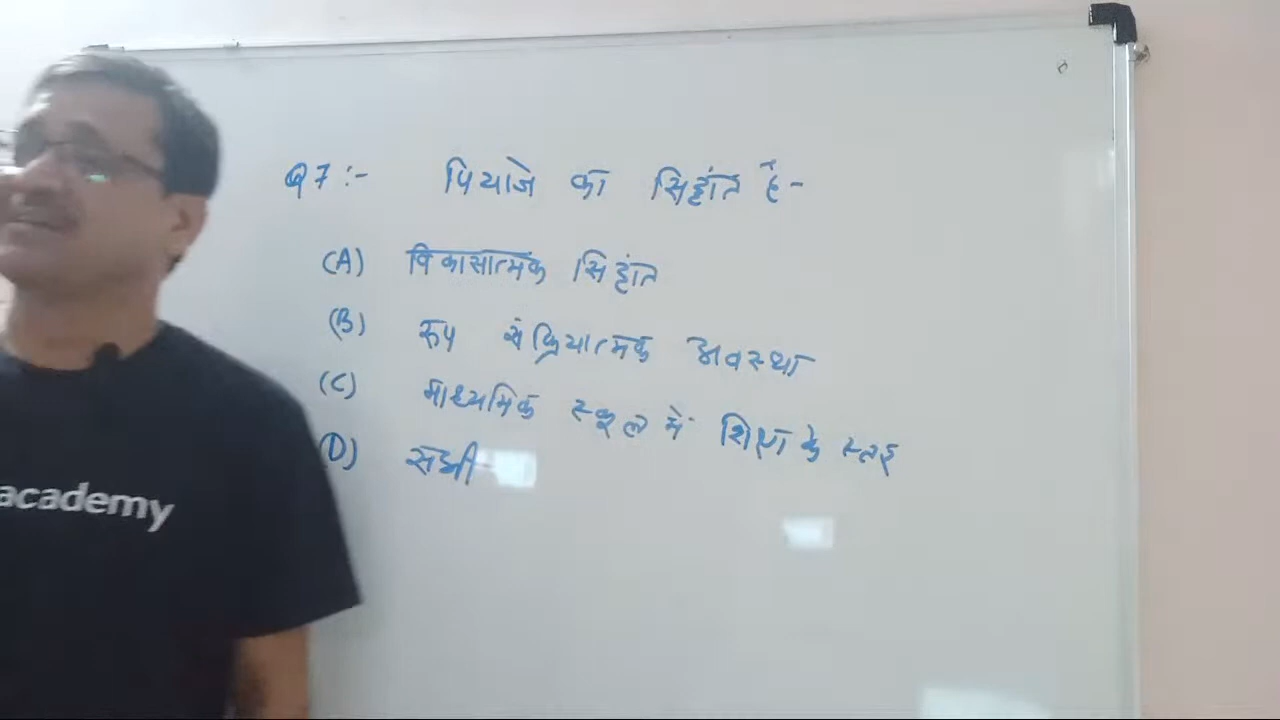 Q7 :- पियाजे का सिद्दांत है -
(A) विकासात्मक सिद्दांत
(B) रूप संक्रियात्मक अवस्था
(C) माध्यमिक स्कूल में शिक्षा के स्तर
(D) सभी
academy